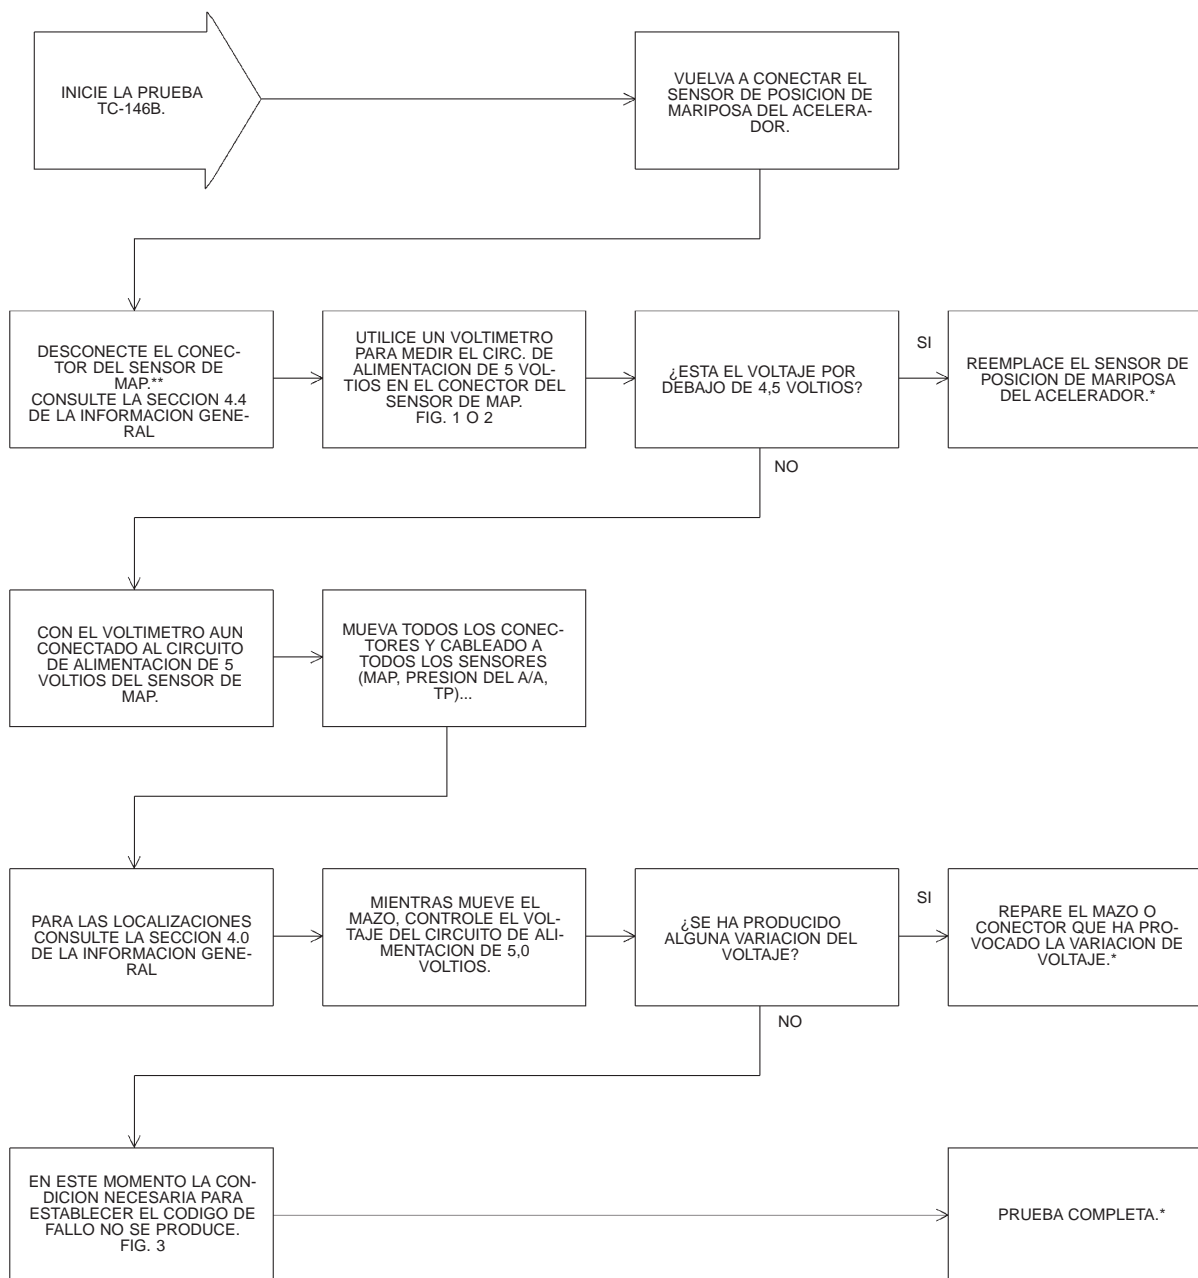 INICIE LA PRUEBA
TC-146B.
VUELVA A CONECTAR EL
SENSOR DE POSICION DE
MARIPOSA DEL ACELERA-
DOR.
DESCONECTE EL CONEC-
TOR DEL SENSOR DE
MAP.**
CONSULTE LA SECCION 4.4
DE LA INFORMACION GENE-
RAL
UTILICE UN VOLTIMETRO
PARA MEDIR EL CIRC. DE
ALIMENTACION DE 5 VOL-
TIOS EN EL CONECTOR DEL
SENSOR DE MAP.
FIG. 1 O 2
¿ESTA EL VOLTAJE POR
DEBAJO DE 4,5 VOLTIOS?
SI
REEMPLACE EL SENSOR DE
POSICION DE MARIPOSA
DEL ACELERADOR.*
NO
CON EL VOLTIMETRO AUN
CONECTADO AL CIRCUITO
DE ALIMENTACION DE 5
VOLTIOS DEL SENSOR DE
MAP.
MUEVA TODOS LOS CONEC-
TORES Y CABLEADO A
TODOS LOS SENSORES
(MAP, PRESION DEL A/A,
TP)...
PARA LAS LOCALIZACIONES
CONSULTE LA SECCION 4.0
DE LA INFORMACION GENE-
RAL
MIENTRAS MUEVE EL
MAZO, CONTROLE EL VOL-
TAJE DEL CIRCUITO DE ALI-
MENTACION DE 5,0
VOLTIOS.
¿SE HA PRODUCIDO
ALGUNA VARIACION DEL
VOLTAJE?
SI
REPARE EL MAZO O
CONECTOR QUE HA PRO-
VOCADO LA VARIACION DE
VOLTAJE.*
NO
EN ESTE MOMENTO LA CON-
DICION NECESARIA PARA
ESTABLECER EL CODIGO DE
FALLO NO SE PRODUCE.
FIG. 3
PRUEBA COMPLETA.*